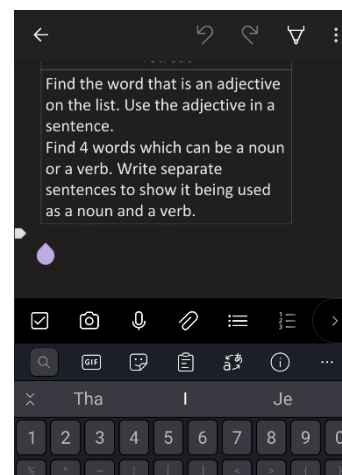 Find the word that is an adjective
on the list. Use the adjective in a
sentence.
Find 4 words which can be a noun
or a verb. Write separate
sentences to show it being used
as a noun and a verb.
GIF
Tha I Je
1 2 3 4 5 6 7 8 9 0